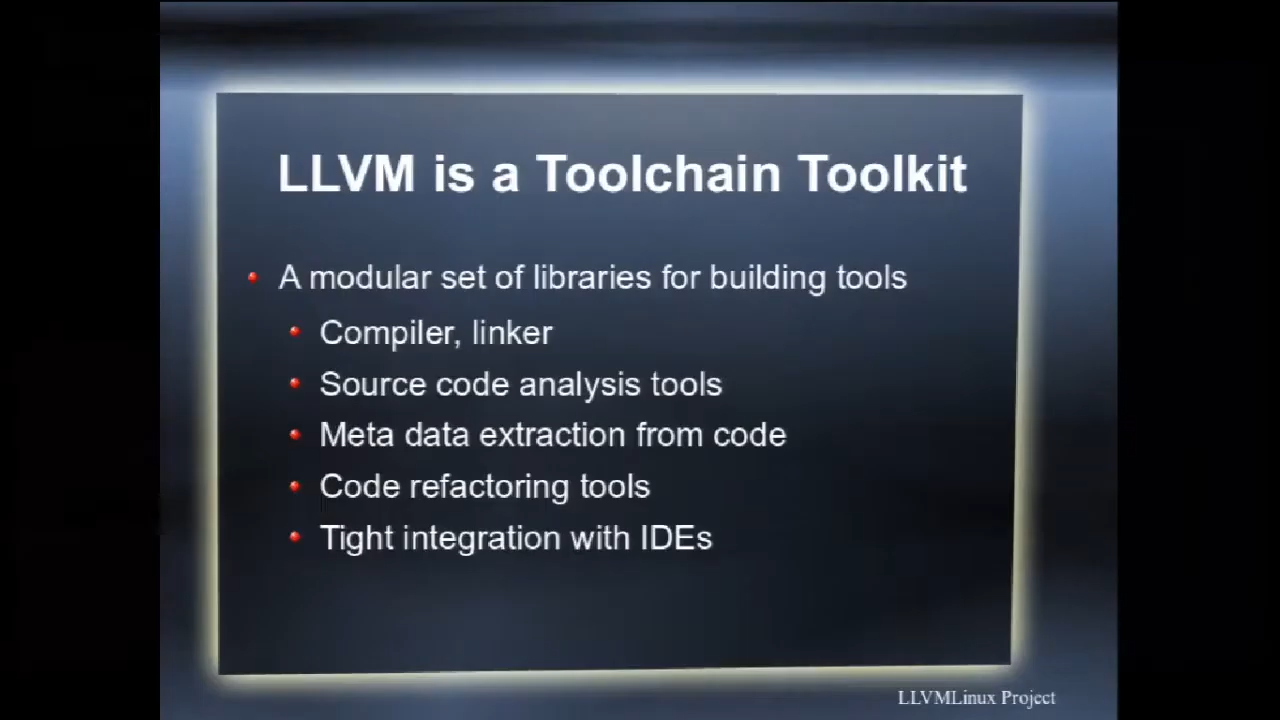 LLVM is a Toolchain Toolkit
A modular set of libraries for building tools
Compiler, linker
Source code analysis tools
Meta data extraction from code
Code refactoring tools
Tight integration with IDEs
LLVMLinux Project